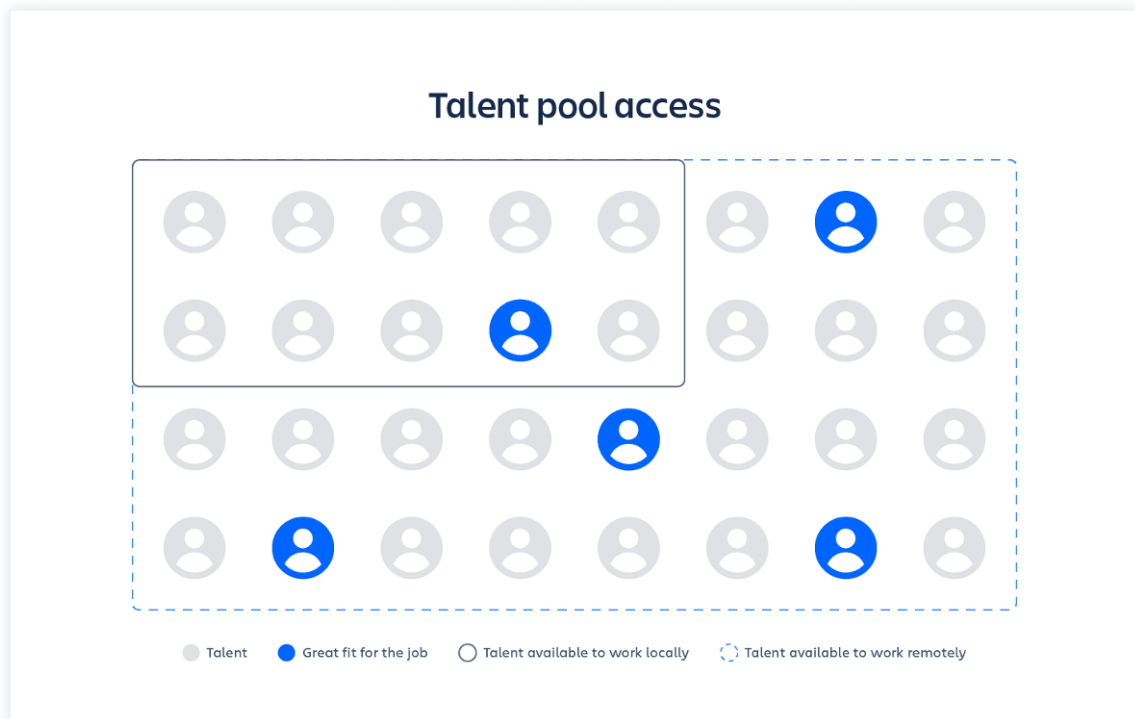 Talent pool access
Talent
Great fit for the job
Talent available to work locally
Talent available to work remotely